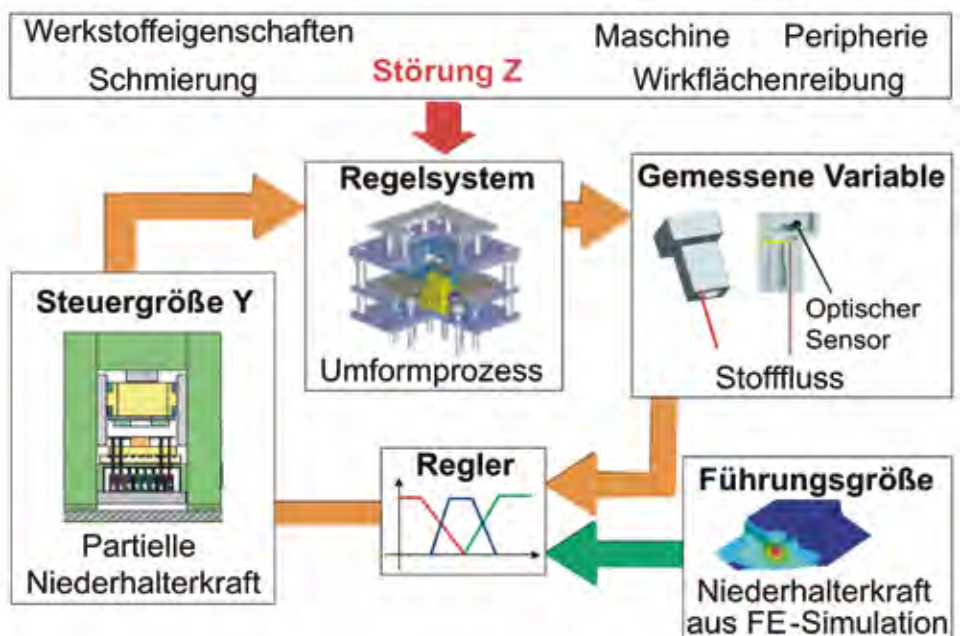 Werkstoffeigenschaften
Maschine Peripherie
Schmierung
Störung Z
Wirkflächenreibung
Regelsystem
Umformprozess
Gemessene Variable
Optischer
Sensor
Stofffluss
Steuergröße Y
Partielle
Niederhalterkraft
Regler
Führungsgröße
Niederhalterkraft
aus FE-Simulation